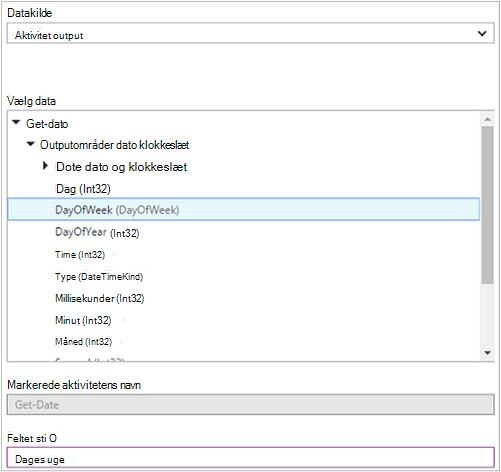 Datakilde
Aktivitet output
Vælg data
Get-dato
Outputområder dato klokkeslæt
Dote dato og klokkeslæt
Dag (Int32)
DayOfWeek (DayOfWeek)
DayOfYear (Int32)
Time (Int32)
Type (DateTimeKind)
Millisekunder (Int32)
Minut (Int32)
Måned (Int32)
Markerede aktivitetens navn
Get-Date
Feltet sti O
Dages uge